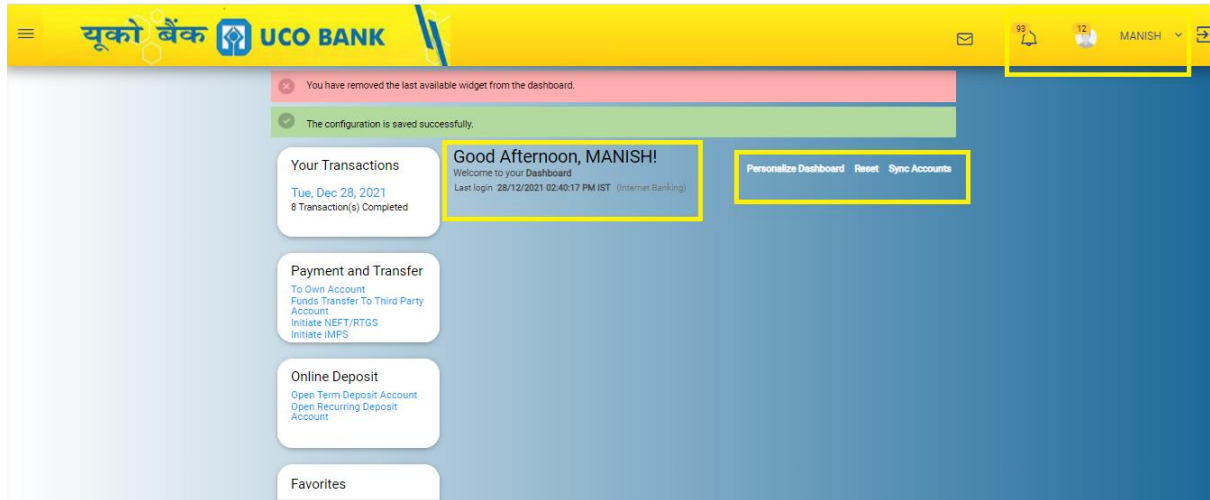 यूको बैंक UCO BANK
93
12
MANISH
You have removed the last available widget from the dashboard.
The configuration is saved successfully.
Your Transactions
Tue, Dec 28, 2021
8 Transaction(s) Completed
Good Afternoon, MANISH!
Welcome to your Dashboard
Last login 28/12/2021 02:40:17 PM IST (Internet Banking)
Personalize Dashboard Reset Sync Accounts
Payment and Transfer
To Own Account
Funds Transfer To Third Party
Account
Initiate NEFT/RTGS
Initiate IMPS
Online Deposit
Open Term Deposit Account
Open Recurring Deposit
Account
Favorites